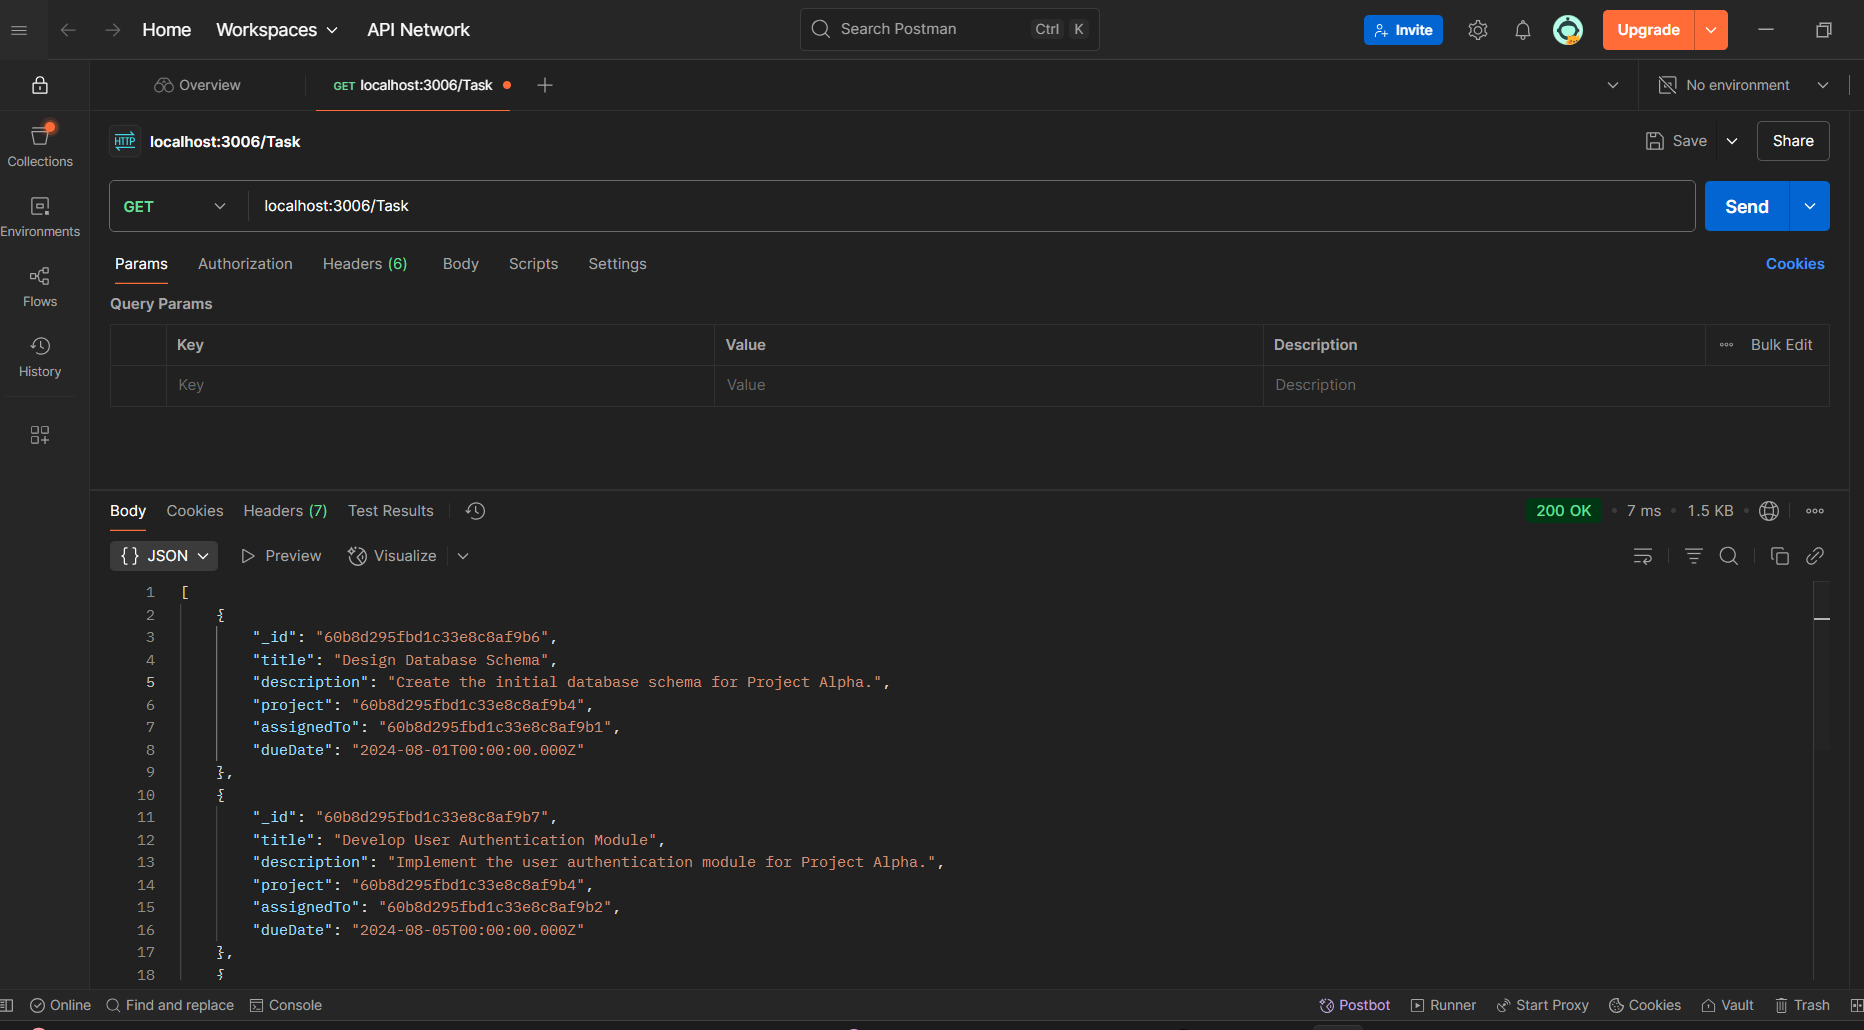 Home Workspaces API Network Search Postman Ctrl K Invite Upgrade
Overview GET localhost:3006/Task No environment
HTTP localhost:3006/Task Save Share
Collections
GET localhost:3006/Task Send
Environments
Params Authorization Headers (6) Body Scripts Settings Cookies
Flows
Query Params
Key Value Description Bulk Edit
History
Key Value Description
Body Cookies Headers (7) Test Results 200 OK • 7 ms • 1.5 KB •
{} JSON Preview Visualize
1 [
2 {
3 "_id": "60b8d295fbd1c33e8c8af9b6",
4 "title": "Design Database Schema",
5 "description": "Create the initial database schema for Project Alpha.",
6 "project": "60b8d295fbd1c33e8c8af9b4",
7 "assignedTo": "60b8d295fbd1c33e8c8af9b1",
8 "dueDate": "2024-08-01T00:00:00.000Z"
9 },
10 {
11 "_id": "60b8d295fbd1c33e8c8af9b7",
12 "title": "Develop User Authentication Module",
13 "description": "Implement the user authentication module for Project Alpha.",
14 "project": "60b8d295fbd1c33e8c8af9b4",
15 "assignedTo": "60b8d295fbd1c33e8c8af9b2",
16 "dueDate": "2024-08-05T00:00:00.000Z"
17 },
18 {
Online Find and replace Console Postbot Runner Start Proxy Cookies Vault Trash